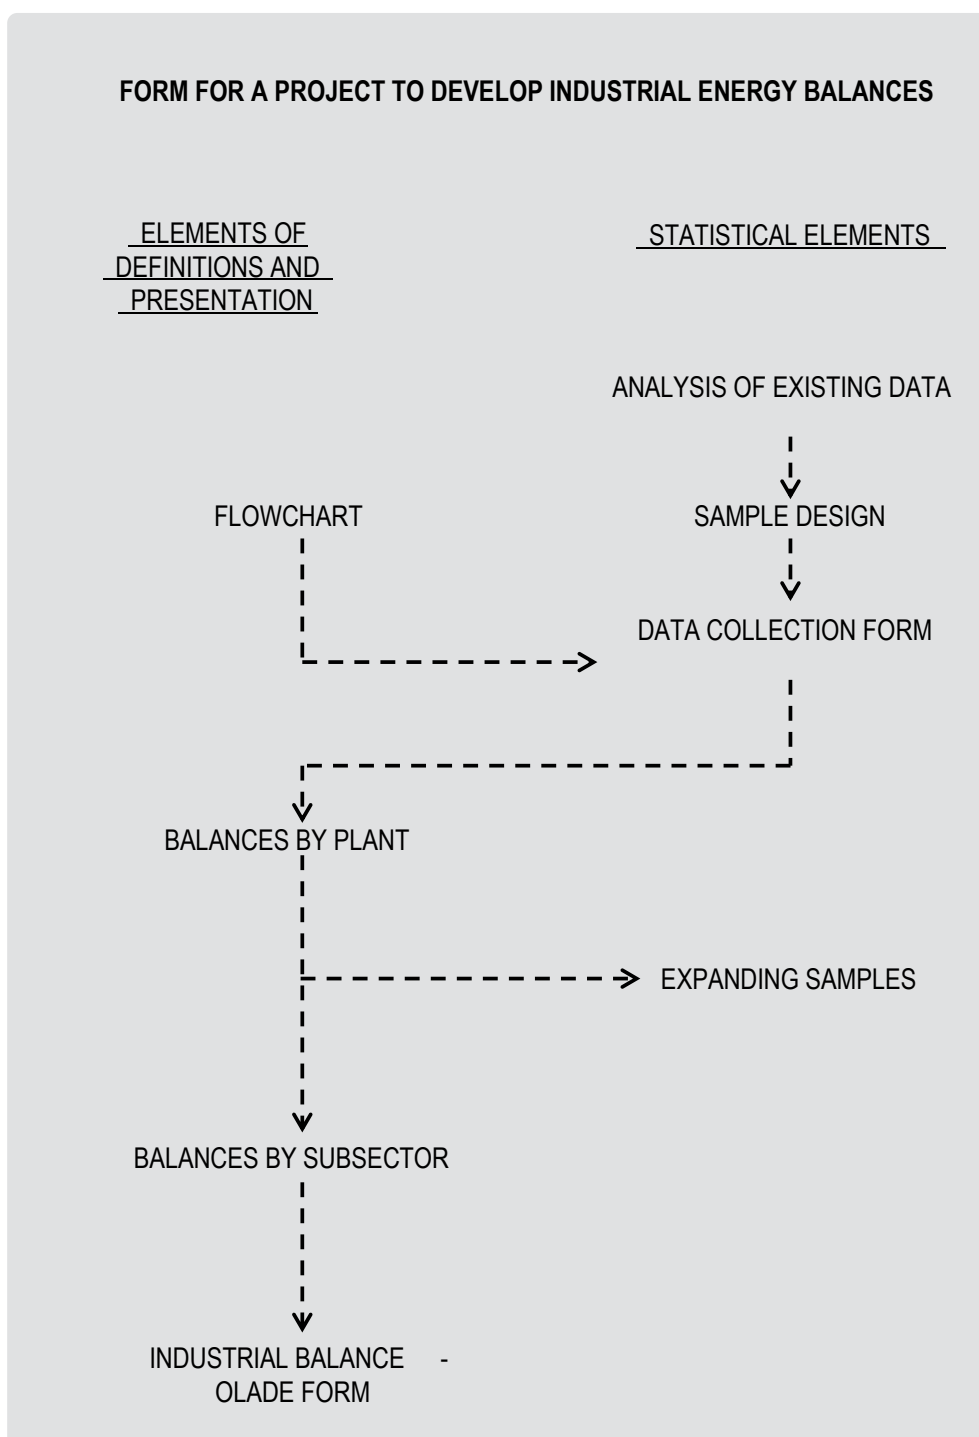 FORM FOR A PROJECT TO DEVELOP INDUSTRIAL ENERGY BALANCES
ELEMENTS OF
DEFINITIONS AND
PRESENTATION
STATISTICAL ELEMENTS
ANALYSIS OF EXISTING DATA
FLOWCHART
SAMPLE DESIGN
DATA COLLECTION FORM
BALANCES BY PLANT
EXPANDING SAMPLES
BALANCES BY SUBSECTOR
INDUSTRIAL BALANCE -
OLADE FORM